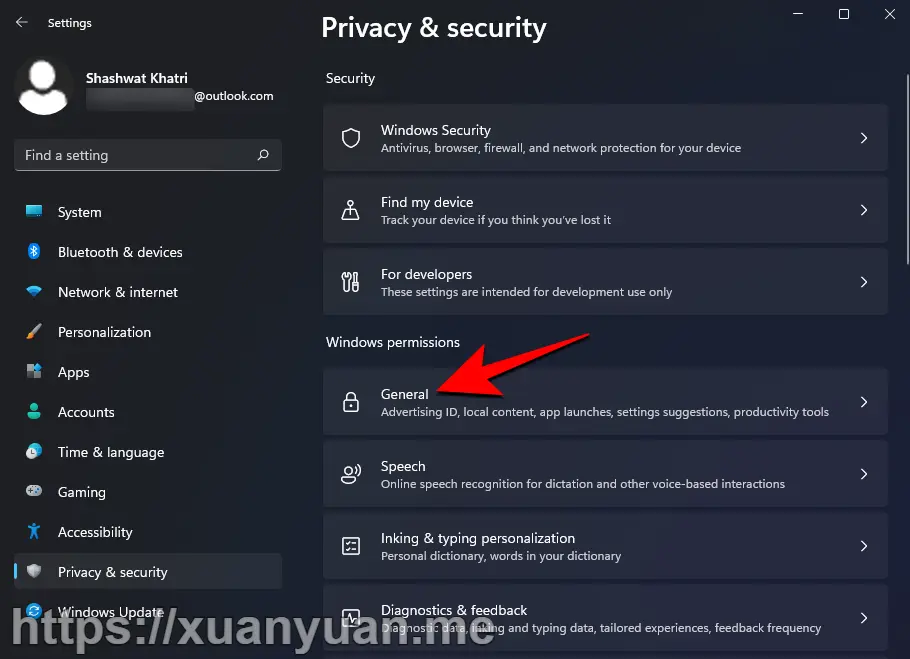 Settings
Privacy & security
Shashwat Khatri
@outlook.com
Find a setting
System
Bluetooth & devices
Network & internet
Personalization
Apps
Accounts
Time & language
Gaming
Accessibility
Privacy & security
Windows Update
Security
Windows Security
Antivirus, browser, firewall, and network protection for your device
Find my device
Track your device if you think you've lost it
For developers
These settings are intended for development use only
Windows permissions
General
Advertising ID, local content, app launches, settings suggestions, productivity tools
Speech
Online speech recognition for dictation and other voice-based interactions
Inking & typing personalization
Personal dictionary, words in your dictionary
Diagnostics & feedback
Diagnostic data, inking and typing data, tailored experiences, feedback frequency
https://xuanyuan.me